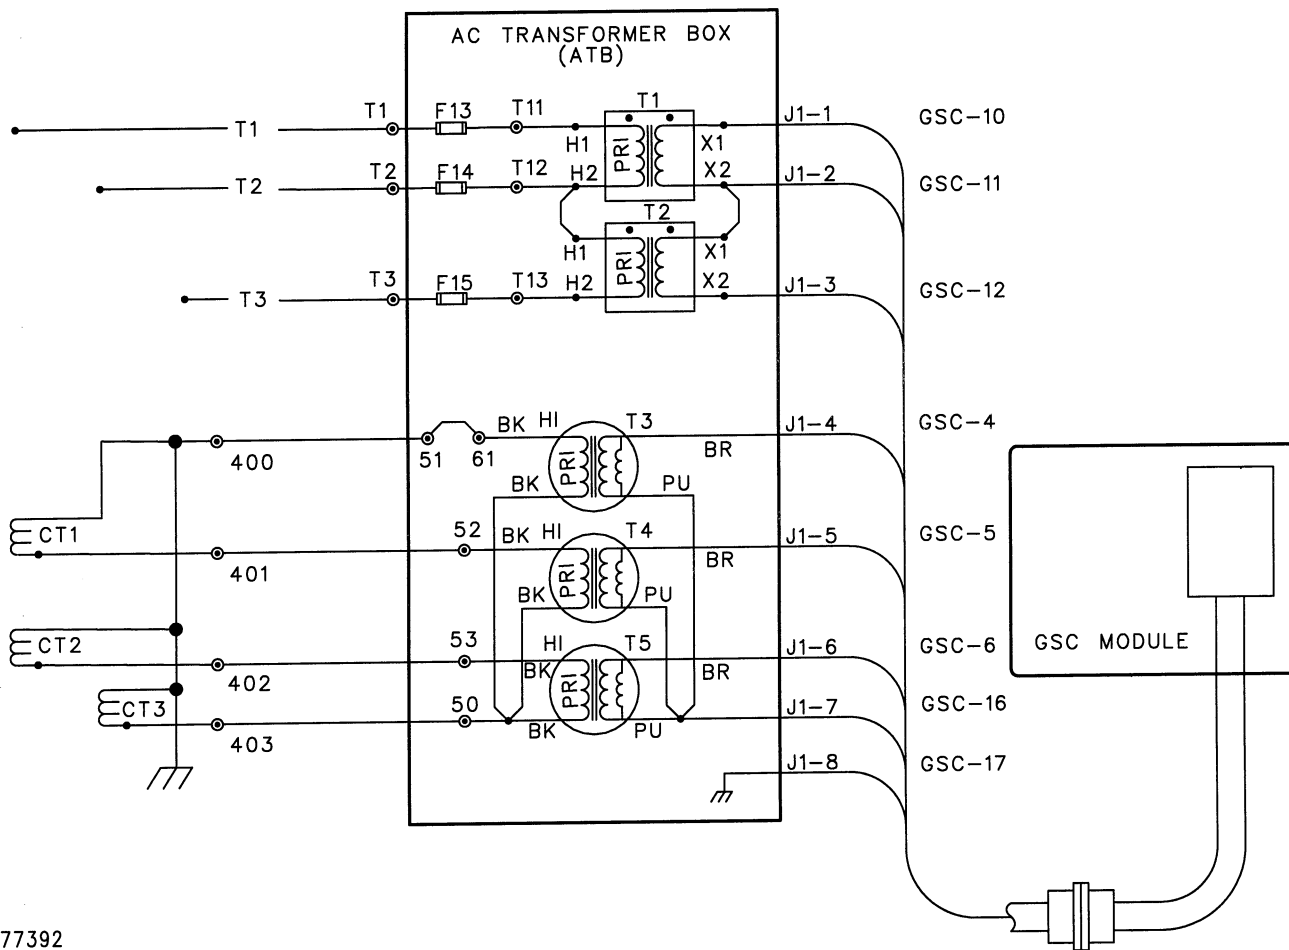 AC TRANSFORMER BOX
(ATB)
T1 T1 F13 T11 H1 PRI T1 X1 J1-1 GSC-10
T2 T2 F14 T12 H2 X2 J1-2 GSC-11
T2
H1 PRI X1
T3 T3 F15 T13 H2 X2 J1-3 GSC-12
400 51 61 BK HI PRI T3 BR J1-4 GSC-4
BK PU
CT1 401 52 BK HI PRI T4 BR J1-5 GSC-5
BK PU
CT2 402 53 BK HI PRI T5 BR J1-6 GSC-6
GSC MODULE
CT3 403 50 BK PU J1-7 GSC-16
J1-8 GSC-17
77392